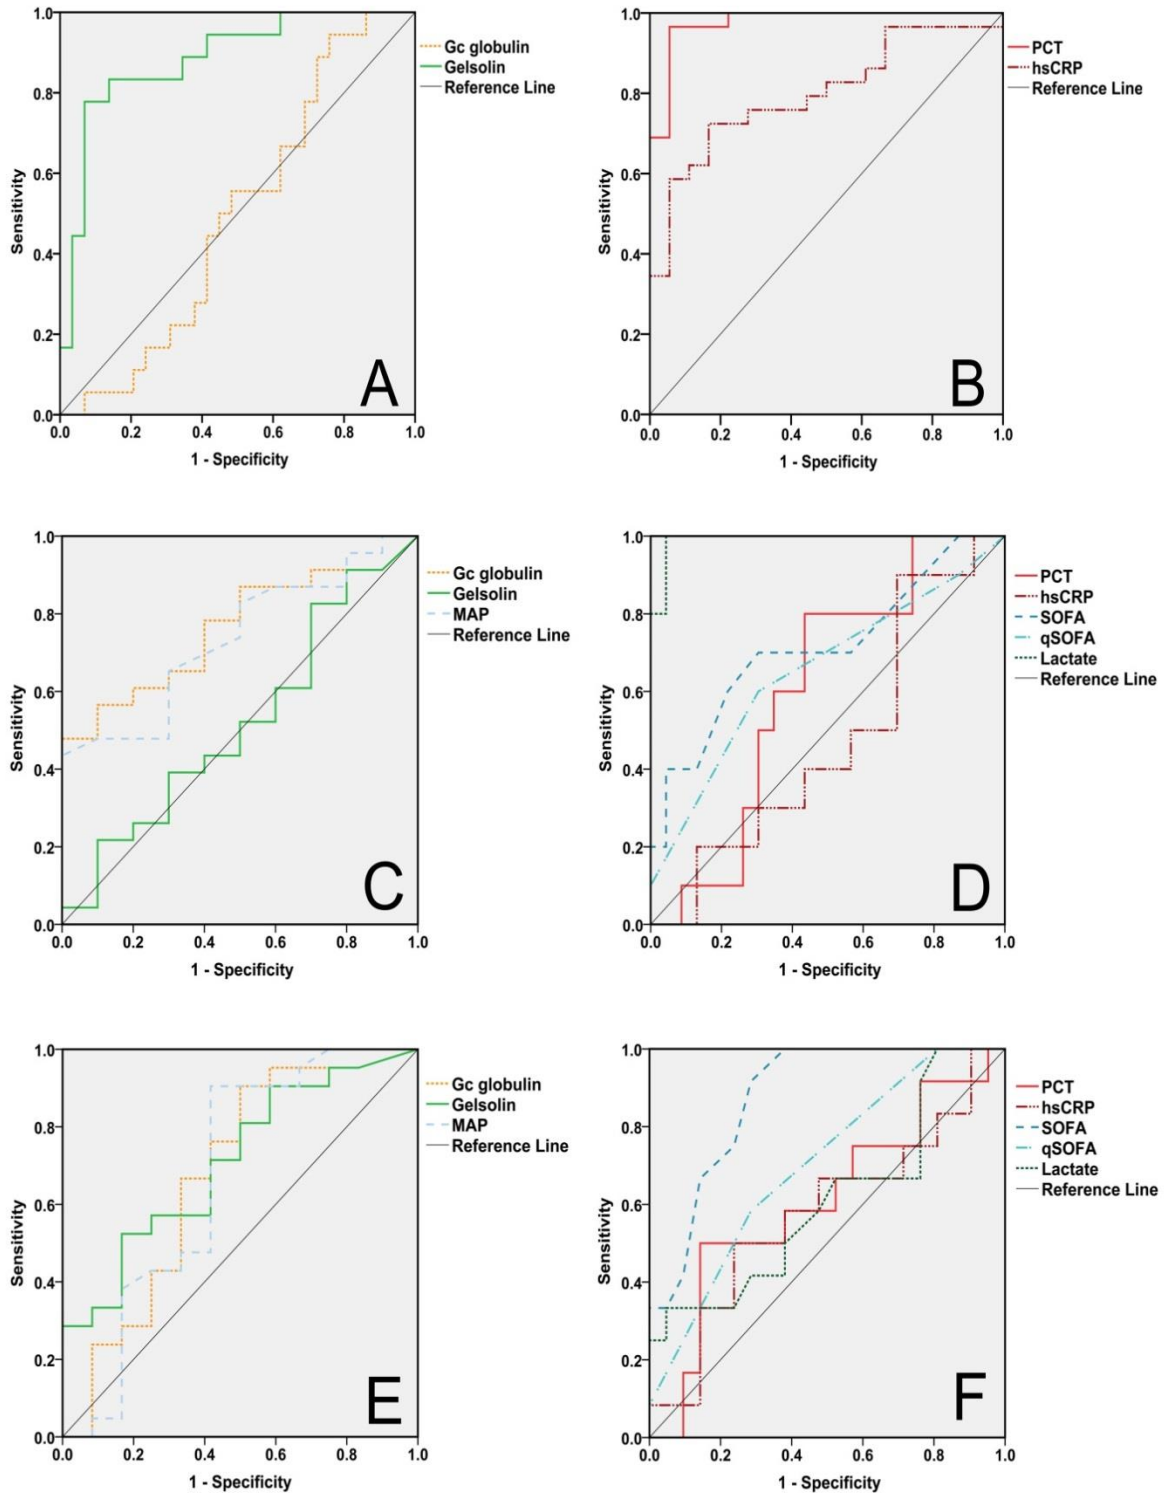 1.0
0.8
0.6
0.4
0.2
0.0
Sensitivity
0.0 0.2 0.4 0.6 0.8 1.0
1 - Specificity
Gc globulin
Gelsolin
Reference Line
A
1.0
0.8
0.6
0.4
0.2
0.0
Sensitivity
0.0 0.2 0.4 0.6 0.8 1.0
1 - Specificity
PCT
hsCRP
Reference Line
B
1.0
0.8
0.6
0.4
0.2
0.0
Sensitivity
0.0 0.2 0.4 0.6 0.8 1.0
1 - Specificity
Gc globulin
Gelsolin
MAP
Reference Line
C
1.0
0.8
0.6
0.4
0.2
0.0
Sensitivity
0.0 0.2 0.4 0.6 0.8 1.0
1 - Specificity
PCT
hsCRP
SOFA
qSOFA
Lactate
Reference Line
D
1.0
0.8
0.6
0.4
0.2
0.0
Sensitivity
0.0 0.2 0.4 0.6 0.8 1.0
1 - Specificity
Gc globulin
Gelsolin
MAP
Reference Line
E
1.0
0.8
0.6
0.4
0.2
0.0
Sensitivity
0.0 0.2 0.4 0.6 0.8 1.0
1 - Specificity
PCT
hsCRP
SOFA
qSOFA
Lactate
Reference Line
F